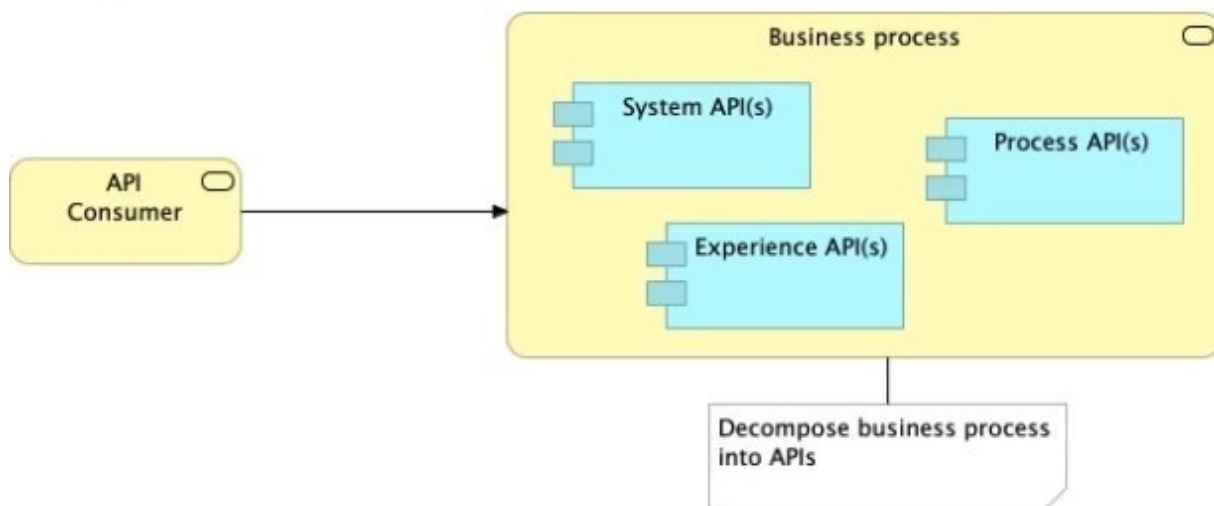 Business process
System API(s)
Process API(s)
API
Consumer
Experience API(s)
Decompose business process
into APIs